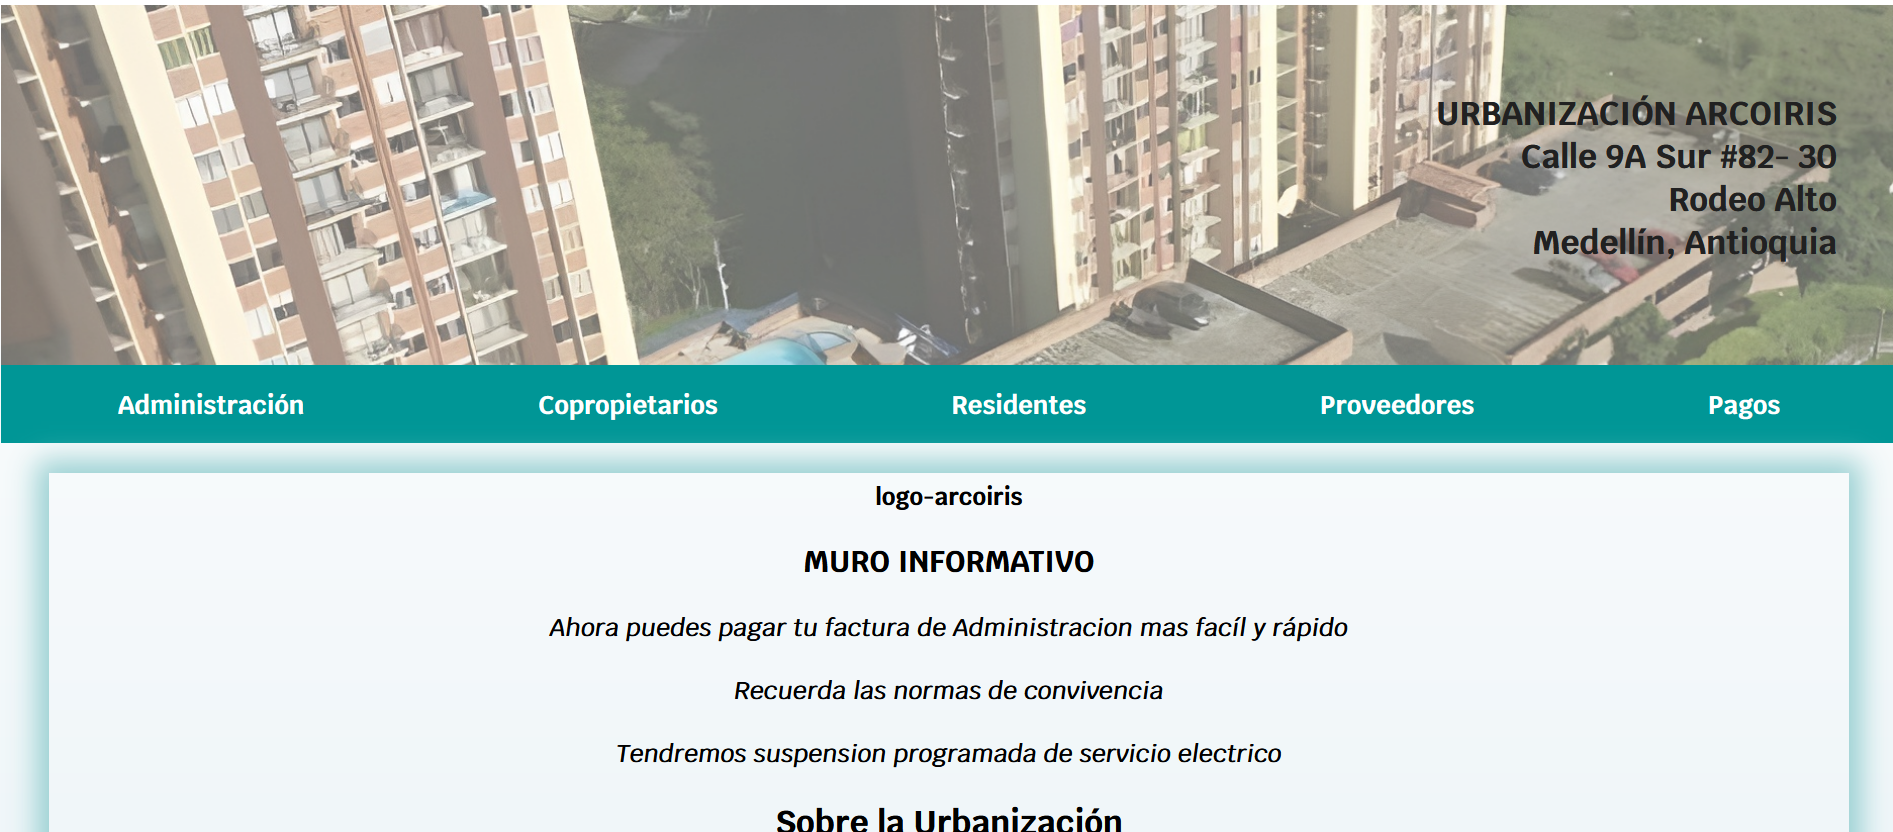 URBANIZACIÓN ARCOIRIS
Calle 9A Sur #82- 30
Rodeo Alto
Medellín, Antioquia
Administración
Copropietarios
Residentes
Proveedores
Pagos
logo-arcoiris
MURO INFORMATIVO
Ahora puedes pagar tu factura de Administracion mas facíl y rápido
Recuerda las normas de convivencia
Tendremos suspension programada de servicio electrico
Sobre la Urbanización